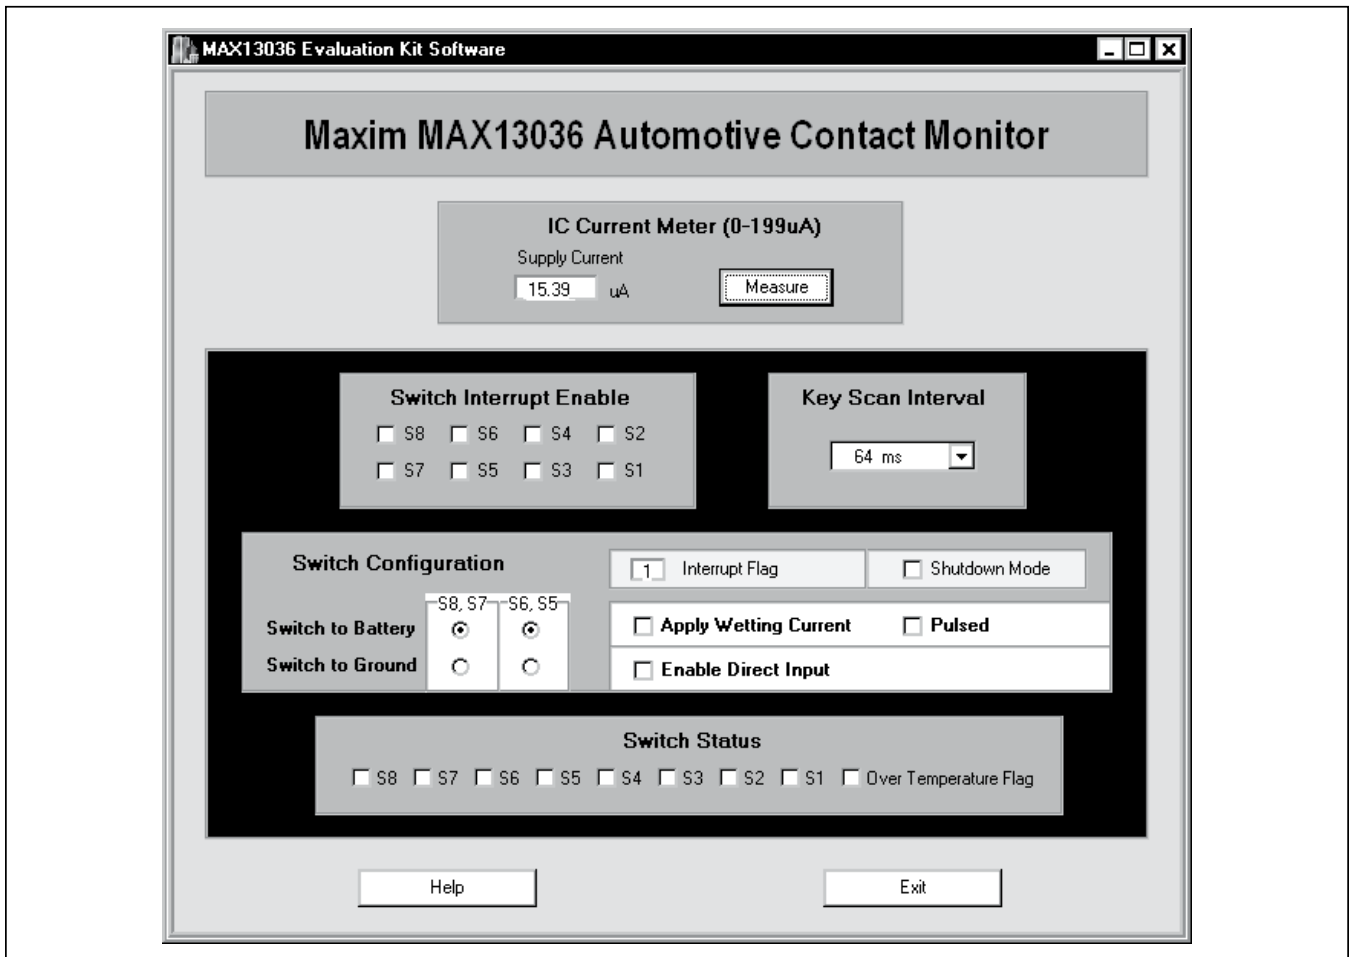 MAX13036 Evaluation Kit Software
Maxim MAX13036 Automotive Contact Monitor
IC Current Meter (0-199uA)
Supply Current
15.39 uA Measure
Switch Interrupt Enable
S8 S6 S4 S2
S7 S5 S3 S1
Key Scan Interval
64 ms
Switch Configuration
S8, S7 S6, S5
Switch to Battery
Switch to Ground
1 Interrupt Flag Shutdown Mode
Apply Wetting Current Pulsed
Enable Direct Input
Switch Status
S8 S7 S6 S5 S4 S3 S2 S1 Over Temperature Flag
Help Exit